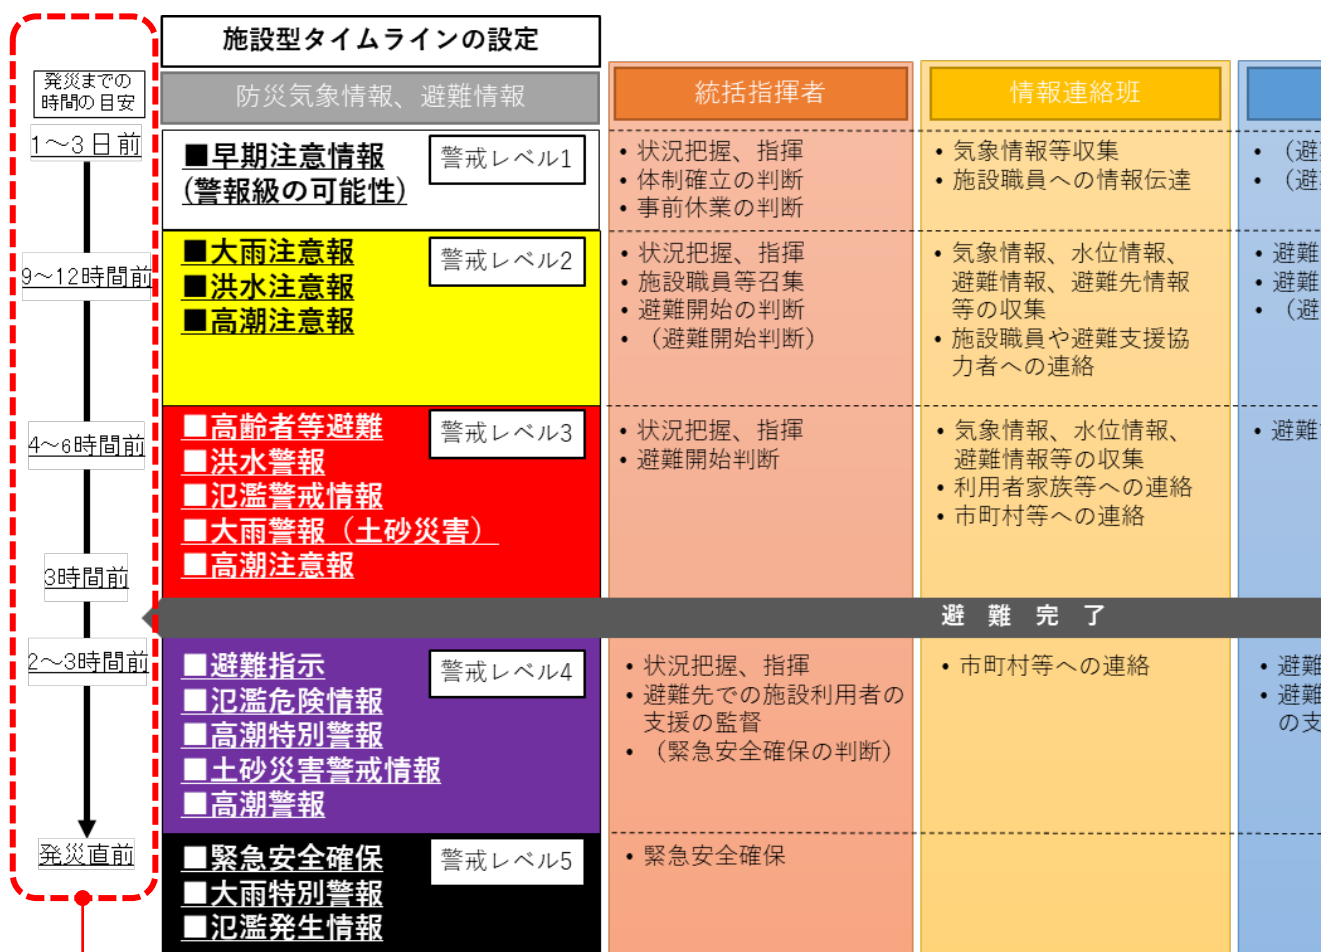 施設型タイムラインの設定
発災までの
時間の目安
防災気象情報、避難情報
統括指揮者
情報連絡班
1～3日前
■早期注意情報
(警報級の可能性)
警戒レベル1
• 状況把握、指揮
• 体制確立の判断
• 事前休業の判断
• 気象情報等収集
• 施設職員への情報伝達
• （避
• （避
9～12時間前
■大雨注意報
■洪水注意報
■高潮注意報
警戒レベル2
• 状況把握、指揮
• 施設職員等召集
• 避難開始の判断
• （避難開始判断）
• 気象情報、水位情報、
避難情報、避難先情報
等の収集
• 施設職員や避難支援協
力者への連絡
• 避難
• 避難
• （避
4～6時間前
■高齢者等避難
■洪水警報
■氾濫警戒情報
■大雨警報（土砂災害）
■高潮注意報
警戒レベル3
• 状況把握、指揮
• 避難開始判断
• 気象情報、水位情報、
避難情報等の収集
• 利用者家族等への連絡
• 市町村等への連絡
• 避難
3時間前
避難完了
2～3時間前
■避難指示
■氾濫危険情報
■高潮特別警報
■土砂災害警戒情報
■高潮警報
警戒レベル4
• 状況把握、指揮
• 避難先での施設利用者の
支援の監督
• （緊急安全確保の判断）
• 市町村等への連絡
• 避難
• 避難
の支
発災直前
■緊急安全確保
■大雨特別警報
■氾濫発生情報
警戒レベル5
• 緊急安全確保